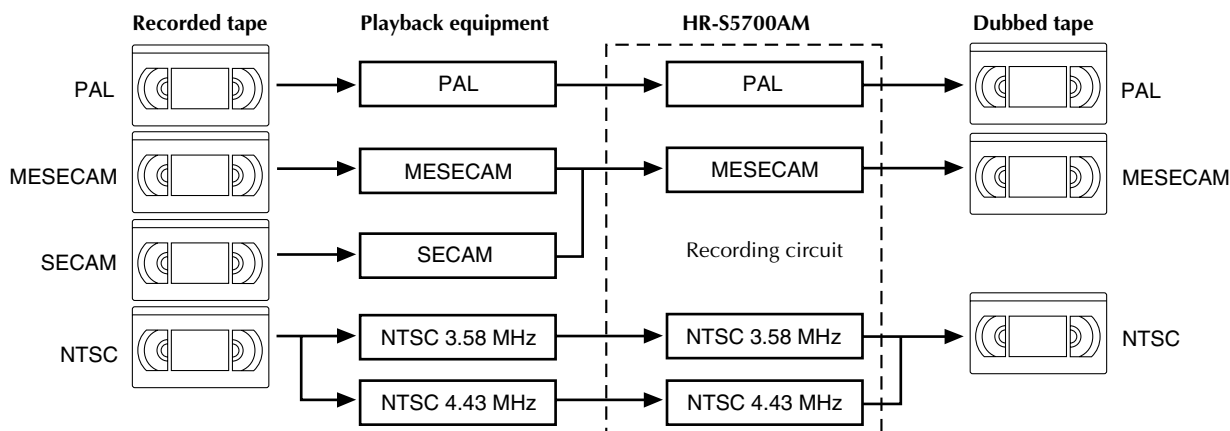 Recorded tape
Playback equipment
HR-S5700AM
Dubbed tape
PAL
PAL
PAL
PAL
MESECAM
MESECAM
MESECAM
MESECAM
SECAM
SECAM
Recording circuit
NTSC
NTSC 3.58 MHz
NTSC 3.58 MHz
NTSC
NTSC 4.43 MHz
NTSC 4.43 MHz